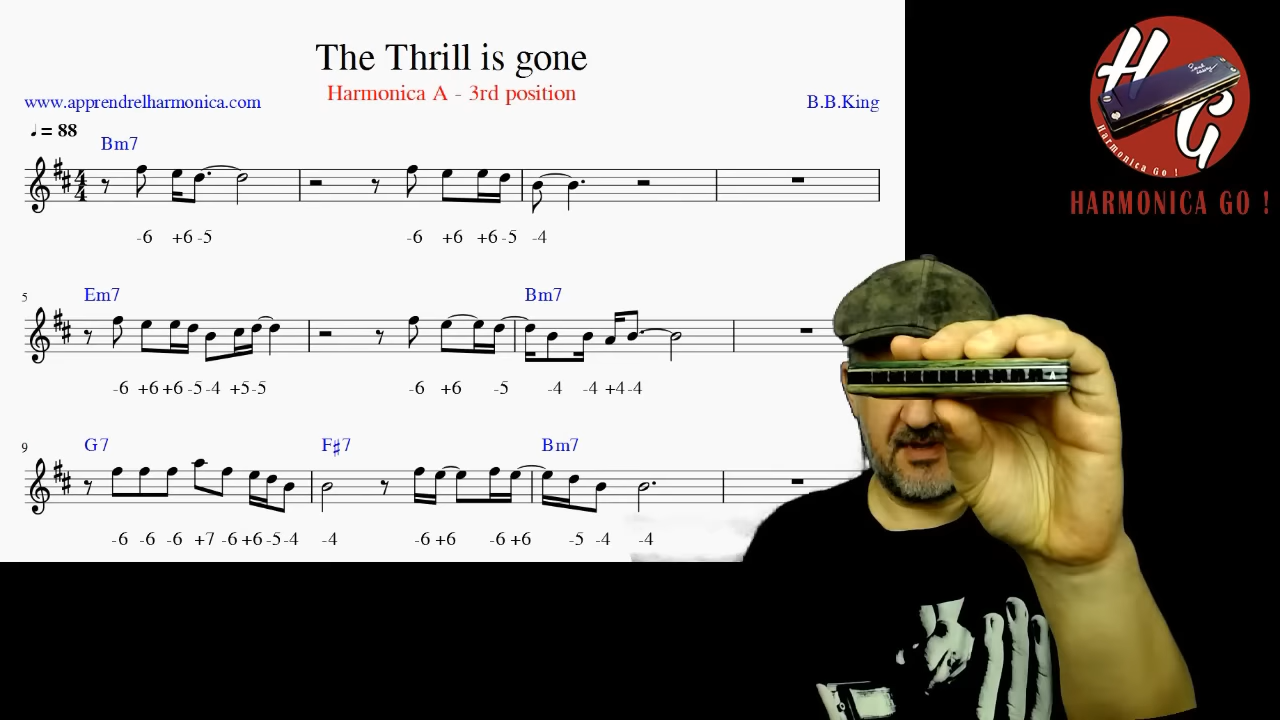 The Thrill is gone
Harmonica A - 3rd position
www.apprendrelharmonica.com
B.B.King
♩ = 88
Bm7
4
4
-6 +6 -5 -6 +6 +6 -5 -4
5
Em7 Bm7
-6 +6 +6 -5 -4 +5 -5 -6 +6 -5 -4 -4 +4 -4
9
G7 F♯7 Bm7
-6 -6 -6 +7 -6 +6 -5 -4 -4 -6 +6 -6 +6 -5 -4 -4
H
G
Harmonica Go !
HARMONICA GO !